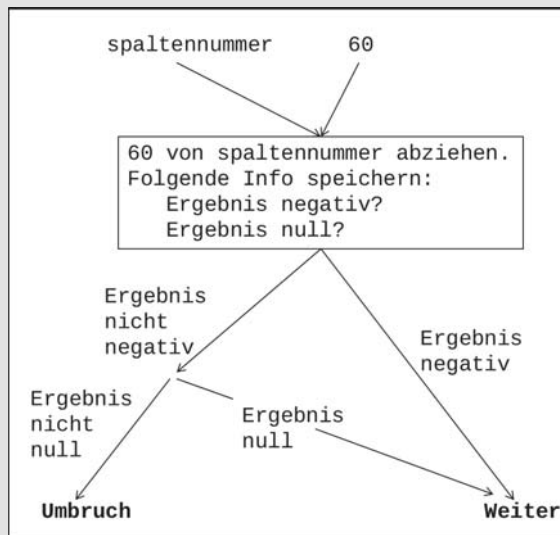 spaltennummer 60
60 von spaltennummer abziehen.
Folgende Info speichern:
Ergebnis negativ?
Ergebnis null?
Ergebnis
nicht
negativ
Ergebnis
negativ
Ergebnis
nicht
null
Ergebnis
null
Umbruch
Weiter